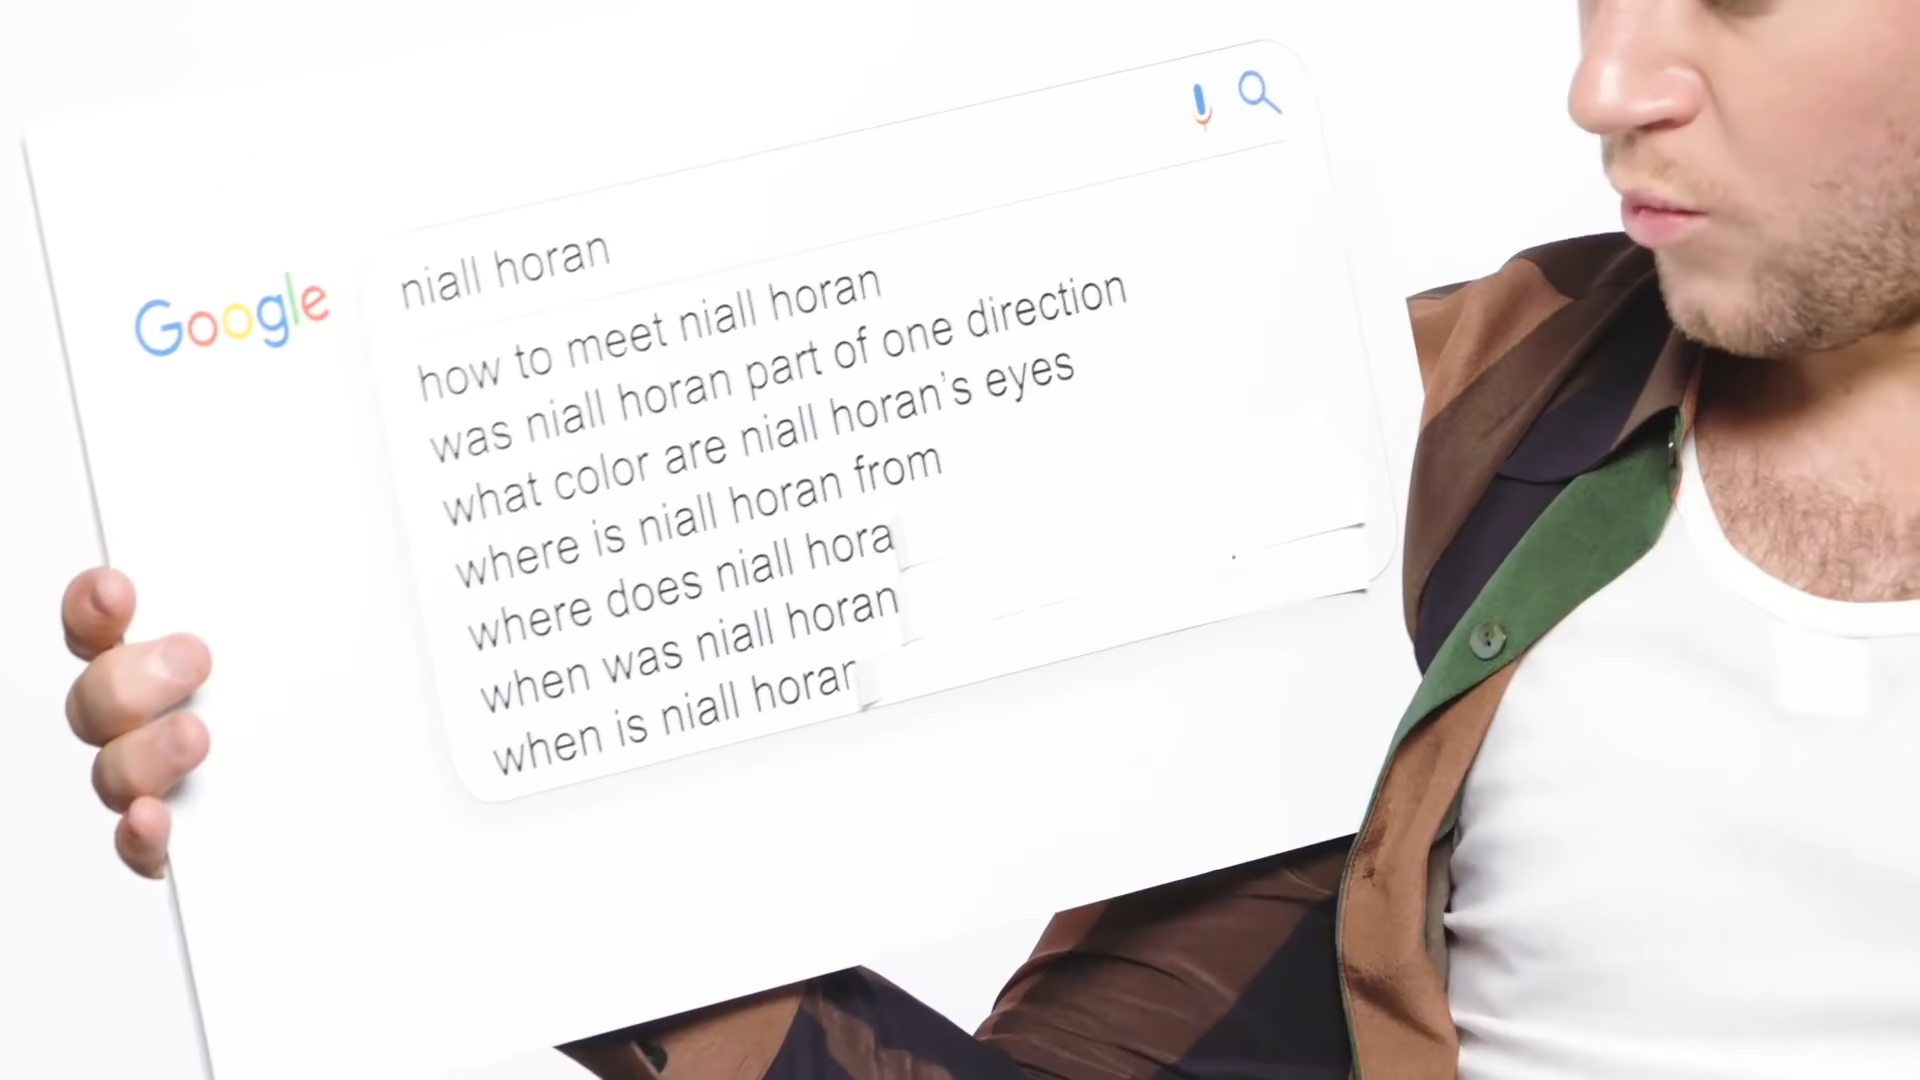 Google
niall horan
how to meet niall horan
was niall horan part of one direction
what color are niall horan's eyes
where is niall horan from
where does niall hora
when was niall horan
when is niall horan